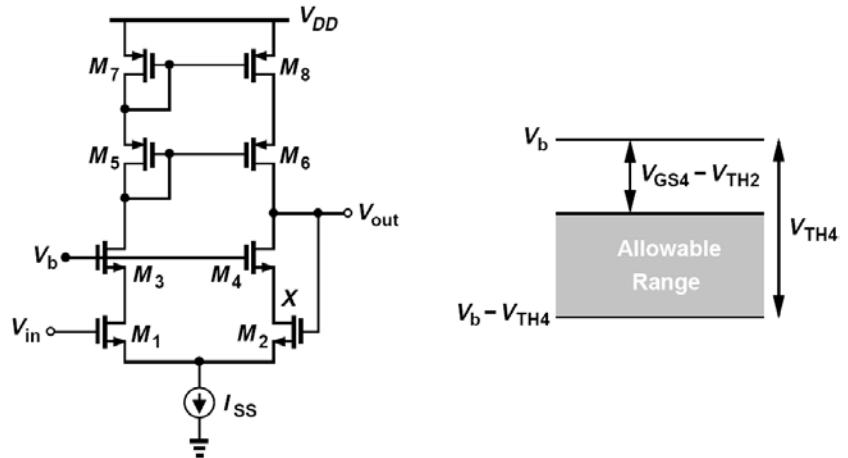 V_DD
M_7
M_8
M_5
M_6
V_out
V_b
M_3
M_4
X
V_in
M_1
M_2
I_SS
V_b
V_GS4 – V_TH2
V_TH4
Allowable
Range
V_b – V_TH4